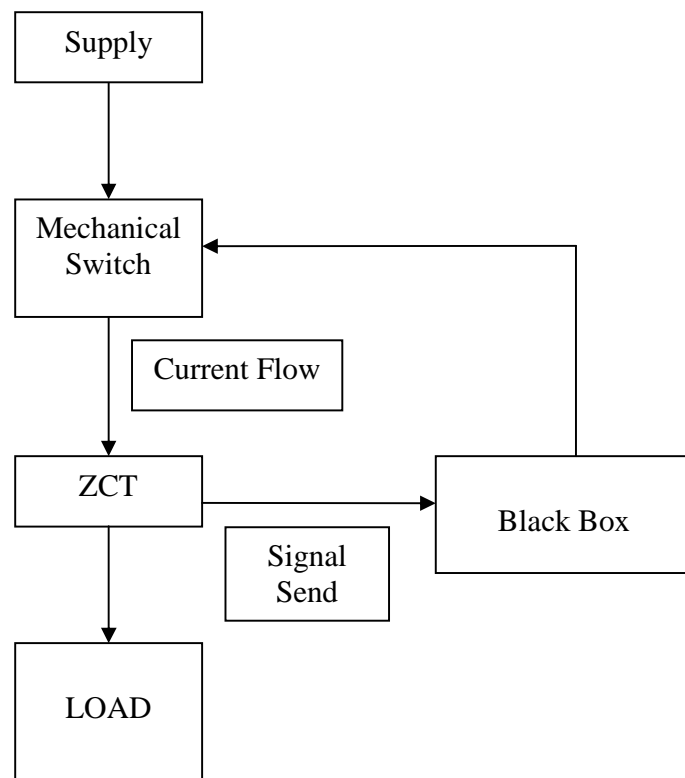 Supply
Mechanical
Switch
Current Flow
ZCT
Black Box
Signal
Send
LOAD